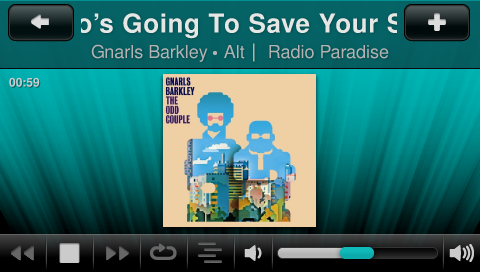 o’s Going To Save Your S
Gnarls Barkley • Alt | Radio Paradise
00:59
GNARLS
BARKLEY
THE
ODD
COUPLE